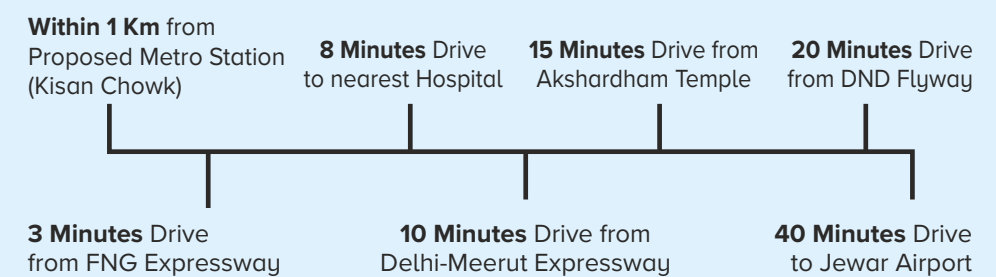 Within 1 Km from
Proposed Metro Station
(Kisan Chowk)
8 Minutes Drive
to nearest Hospital
15 Minutes Drive from
Akshardham Temple
20 Minutes Drive
from DND Flyway
3 Minutes Drive
from FNG Expressway
10 Minutes Drive from
Delhi-Meerut Expressway
40 Minutes Drive
to Jewar Airport